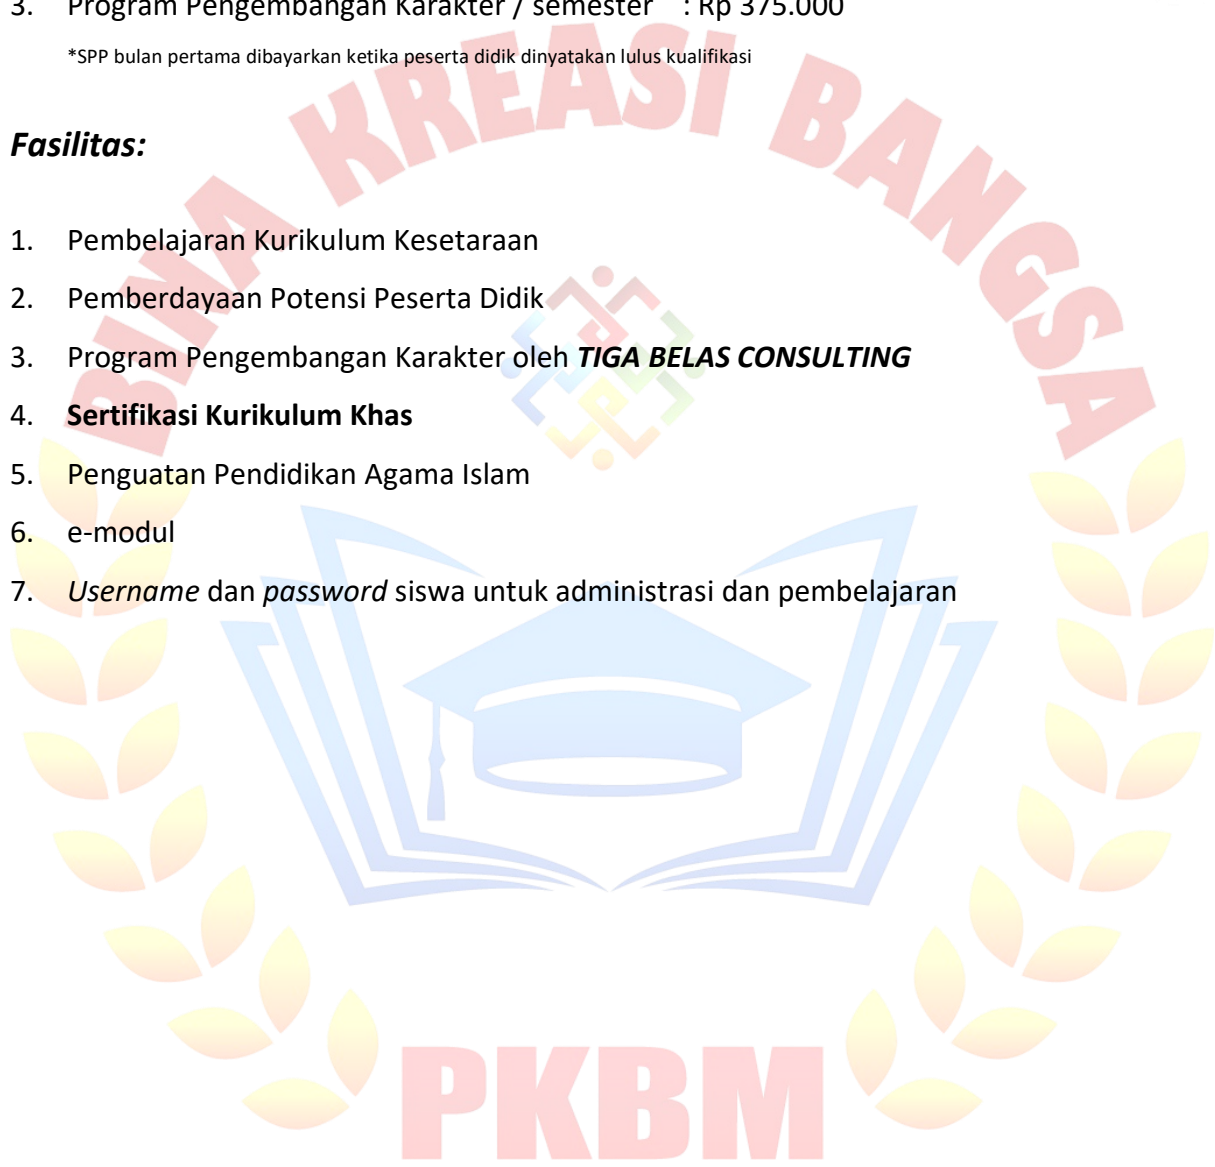 3. Program Pengembangan Karakter / semester : Rp 375.000
*SPP bulan pertama dibayarkan ketika peserta didik dinyatakan lulus kualifikasi
Fasilitas:
1. Pembelajaran Kurikulum Kesetaraan
2. Pemberdayaan Potensi Peserta Didik
3. Program Pengembangan Karakter oleh TIGA BELAS CONSULTING
4. Sertifikasi Kurikulum Khas
5. Penguatan Pendidikan Agama Islam
6. e-modul
7. Username dan password siswa untuk administrasi dan pembelajaran
BINA KREASI BANGSA
PKBM